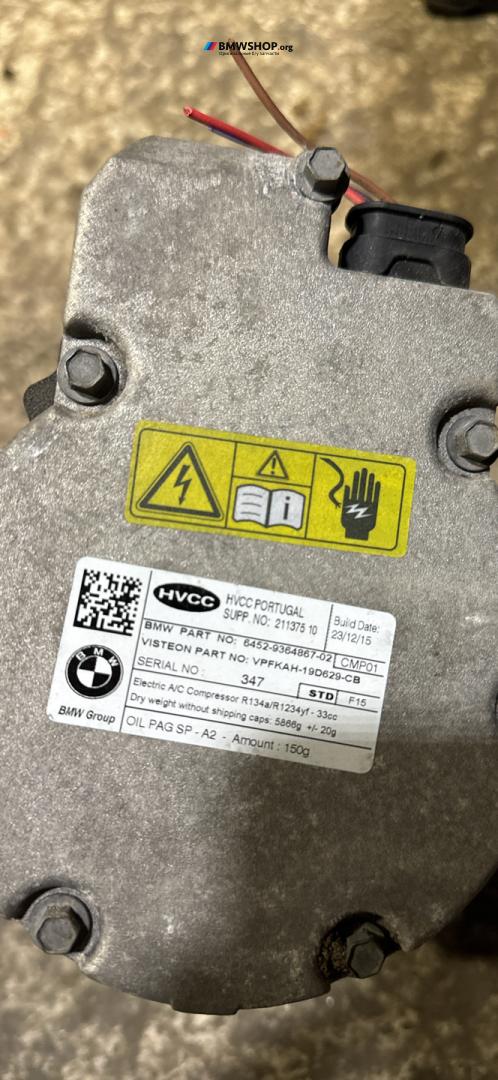 BMWSHOP.org
HVCC
HVCC PORTUGAL
SUPP. NO: 211375 10
Build Date:
23/12/15
BMW PART NO: 6452-9364867-02 CMP01
VISTEON PART NO: VPFKAH-19D629-CB
SERIAL NO: 347 STD F15
Electric A/C Compressor R134a/R1234yf - 33cc
Dry weight without shipping caps: 5866g +/- 20g
OIL PAG SP - A2 - Amount : 150g
BMW
BMW Group